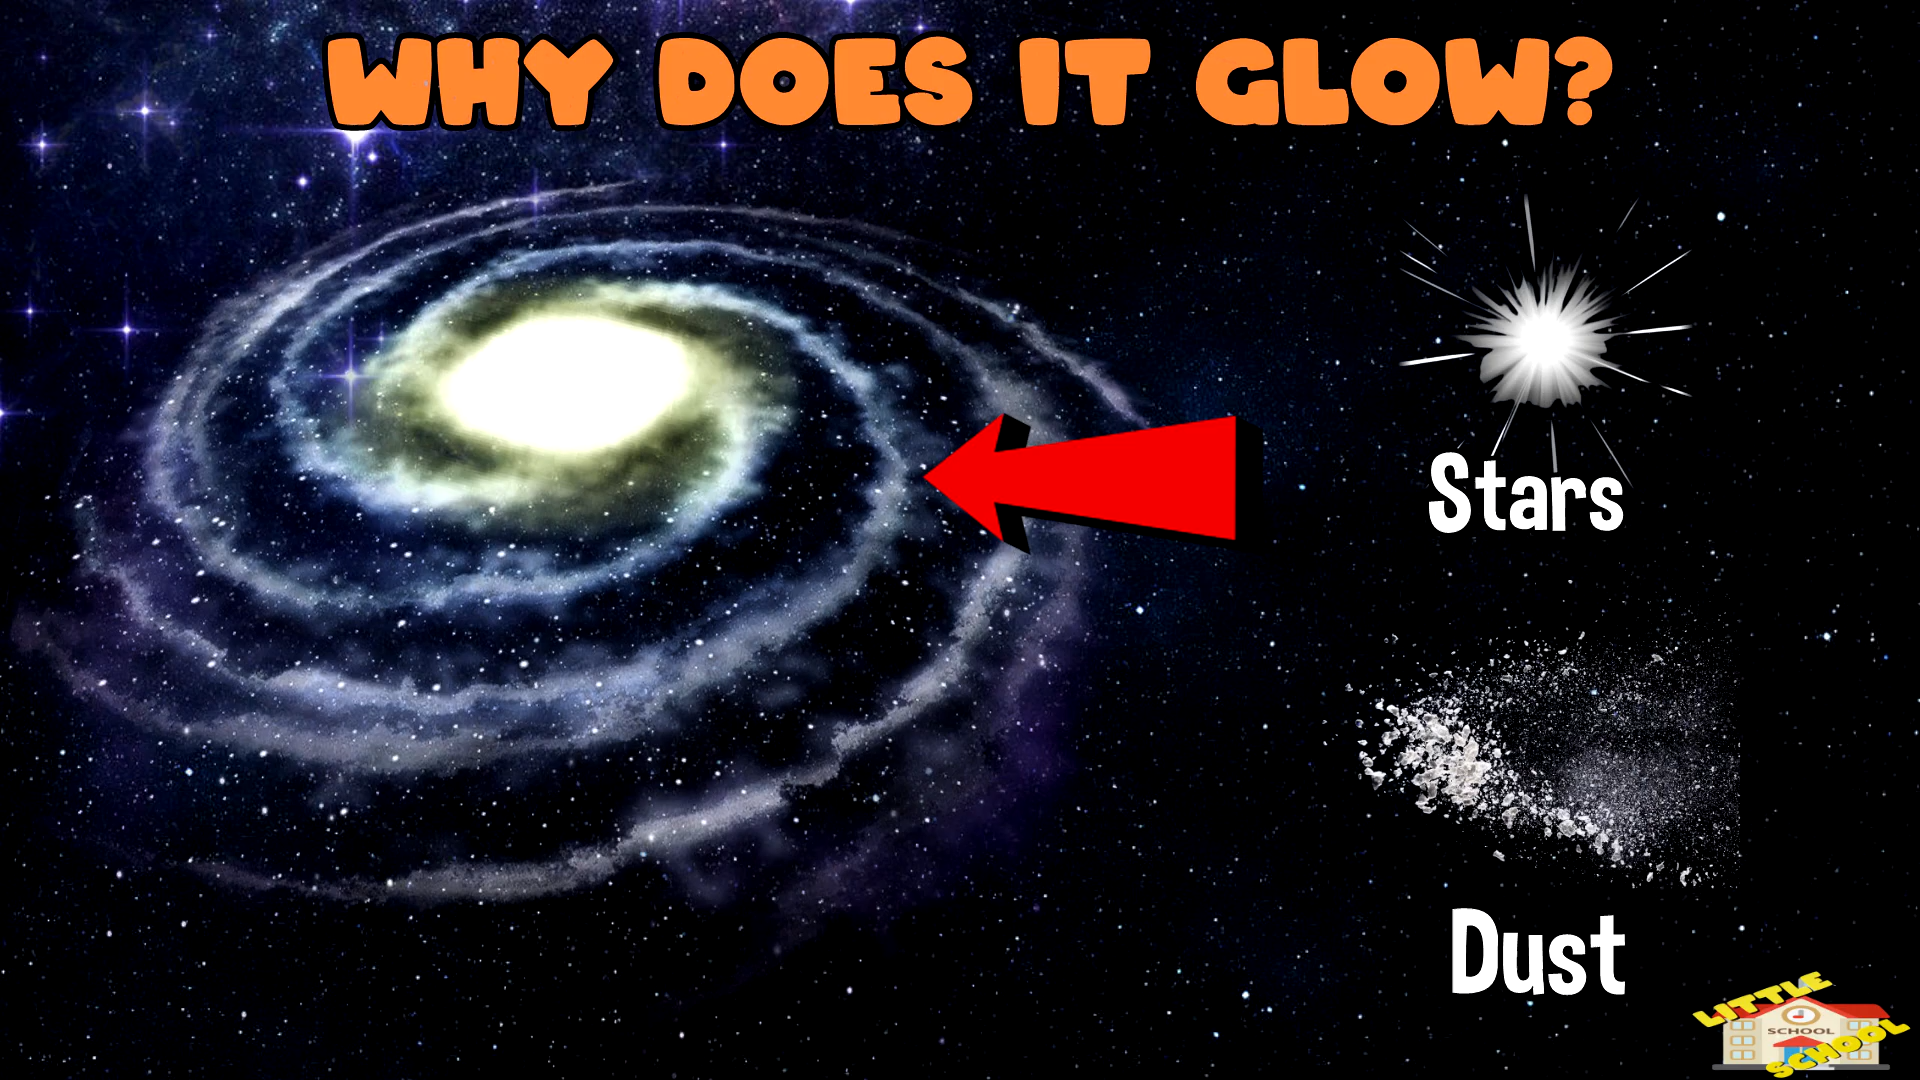 WHY DOES IT GLOW?
Stars
Dust
LITTLE
SCHOOL
SCHOOL